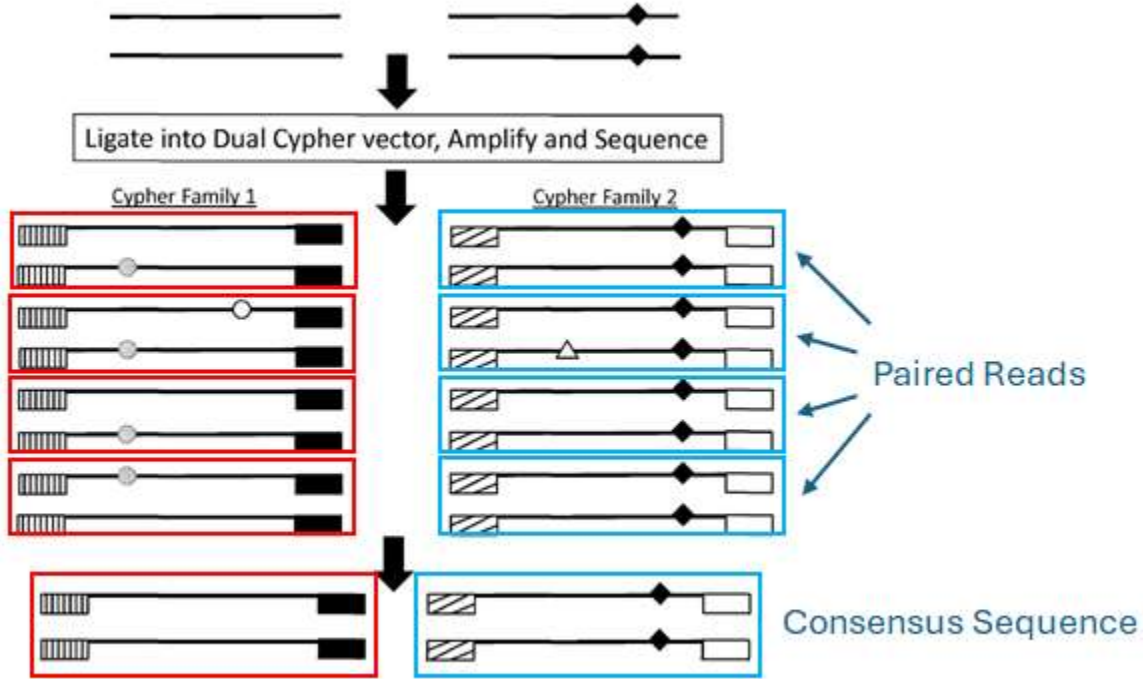 Ligate into Dual Cypher vector, Amplify and Sequence
Cypher Family 1
Cypher Family 2
Paired Reads
Consensus Sequence